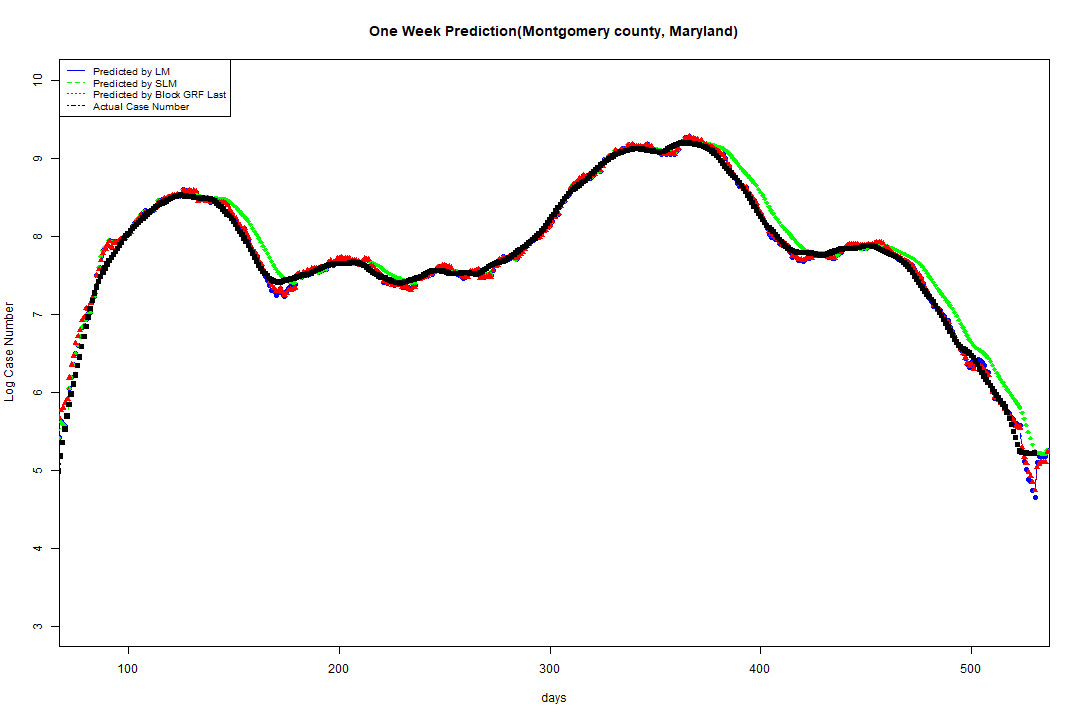 One Week Prediction(Montgomery county, Maryland)
Predicted by LM
Predicted by SLM
Predicted by Block GRF Last
Actual Case Number
10
9
8
7
6
5
4
3
Log Case Number
100 200 300 400 500
days